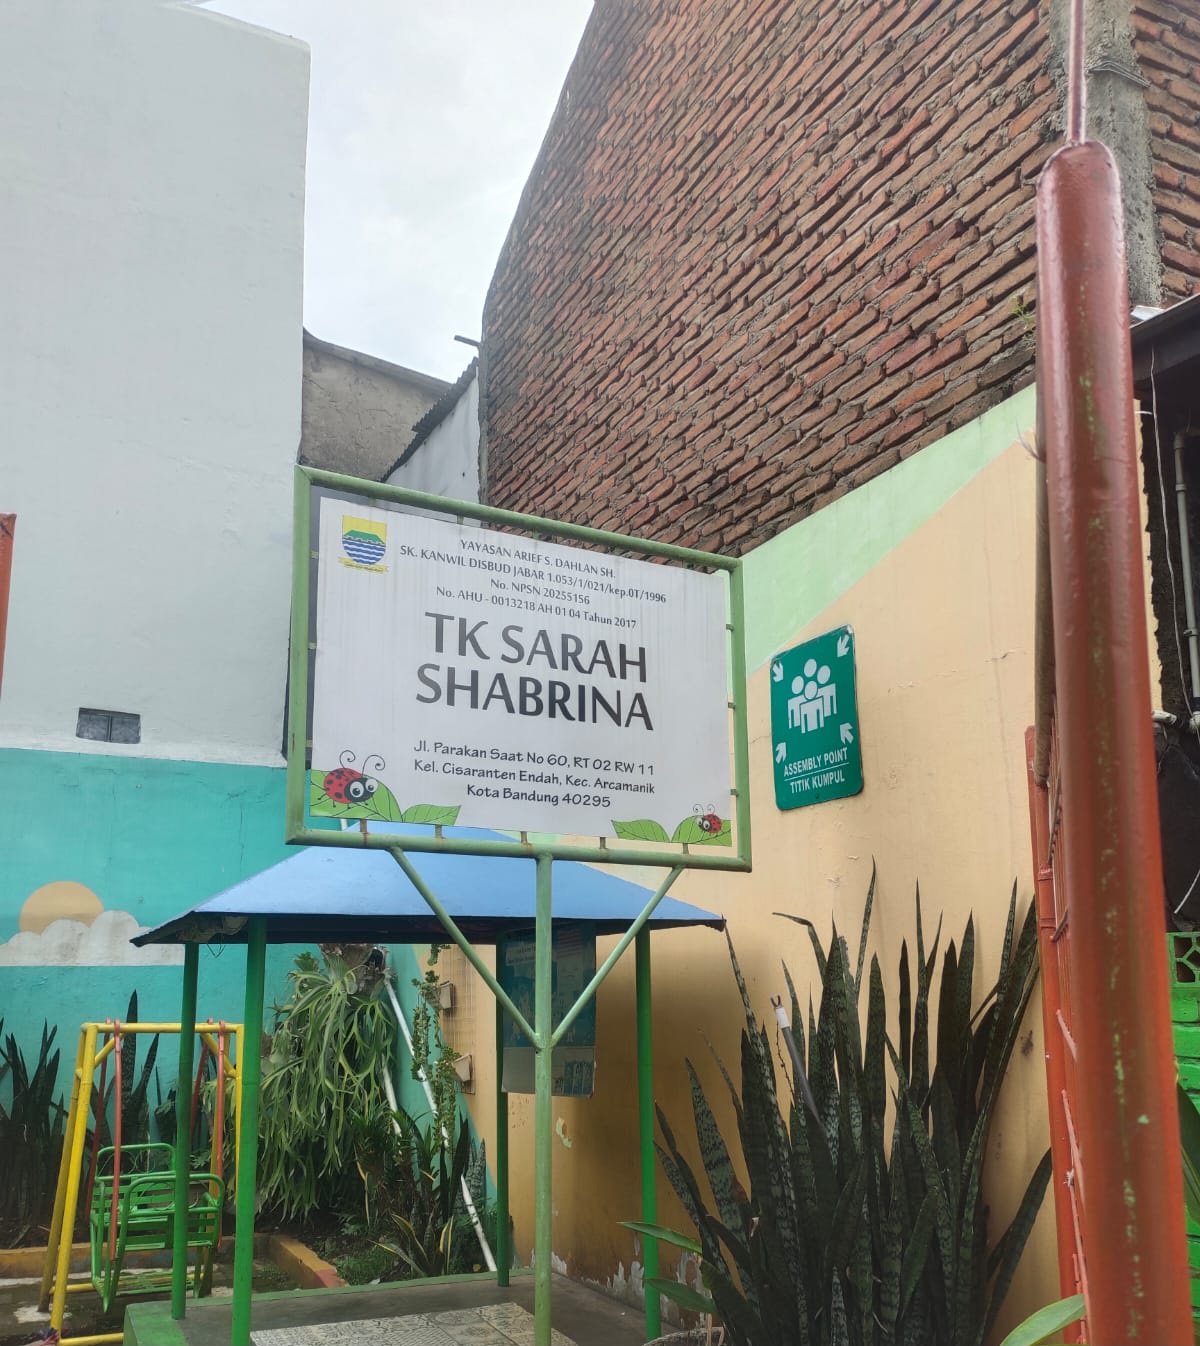 YAYASAN ARIEF S. DAHLAN SH.
SK. KANWIL DISBUD JABAR 1.053/1/021/kep.0T/1996
No. NPSN 20255156
No. AHU - 0013218 AH 01 04 Tahun 2017
TK SARAH
SHABRINA
Jl. Parakan Saat No 60, RT 02 RW 11
Kel. Cisaranten Endah, Kec. Arcamanik
Kota Bandung 40295
ASSEMBLY POINT
TITIK KUMPUL